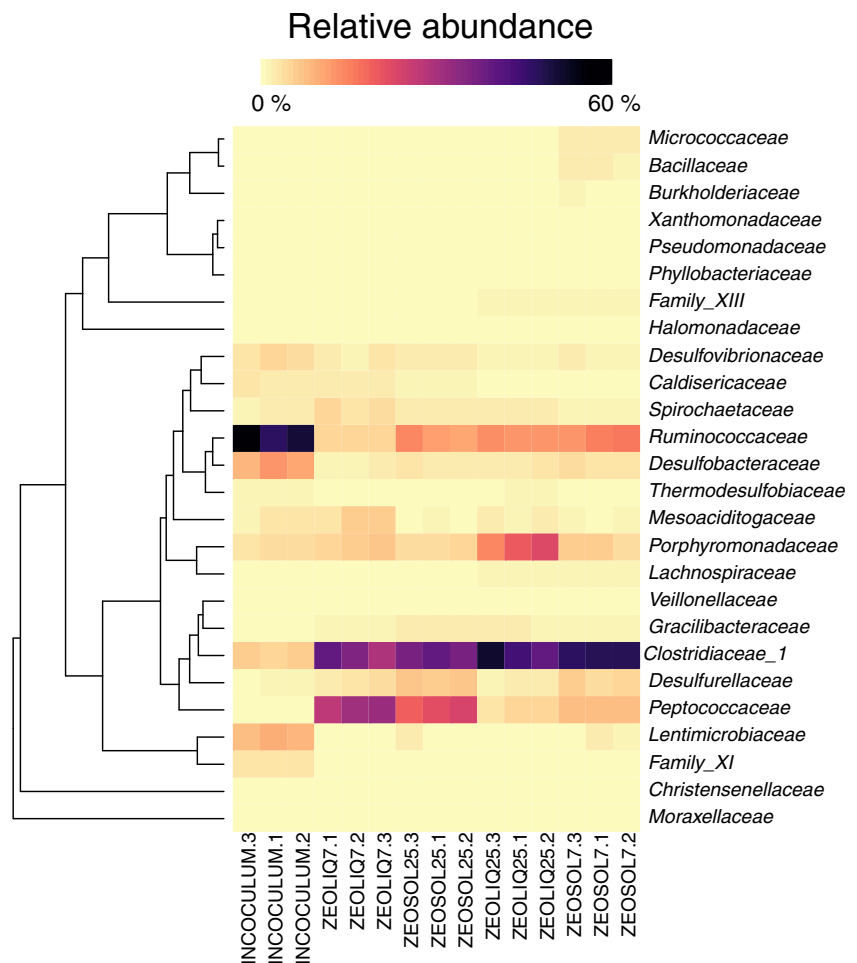 Relative abundance
0 % 60 %
Micrococcaceae
Bacillaceae
Burkholderiaceae
Xanthomonadaceae
Pseudomonadaceae
Phyllobacteriaceae
Family_XIII
Halomonadaceae
Desulfovibrionaceae
Caldisericaceae
Spirochaetaceae
Ruminococcaceae
Desulfobacteraceae
Thermodesulfobiaceae
Mesoaciditogaceae
Porphyromonadaceae
Lachnospiraceae
Veillonellaceae
Gracilibacteraceae
Clostridiaceae_1
Desulfurellaceae
Peptococcaceae
Lentimicrobiaceae
Family_XI
Christensenellaceae
Moraxellaceae
INCOCULUM.3
INCOCULUM.1
INCOCULUM.2
ZEOLIQ7.1
ZEOLIQ7.2
ZEOLIQ7.3
ZEOSOL25.3
ZEOSOL25.1
ZEOSOL25.2
ZEOLIQ25.3
ZEOLIQ25.1
ZEOLIQ25.2
ZEOSOL7.3
ZEOSOL7.1
ZEOSOL7.2